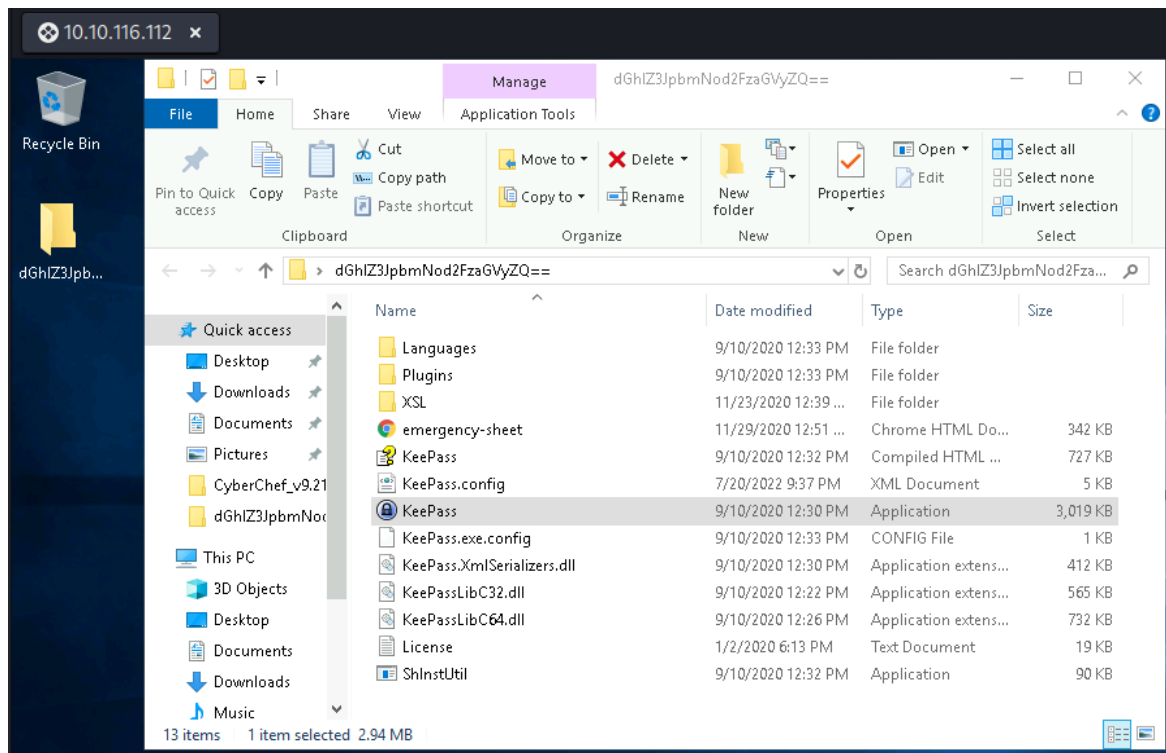 10.10.116.112 ×
Manage dGhlZ3JpbmNod2FzaGVyZQ==
File Home Share View Application Tools
Recycle Bin
Pin to Quick access
Copy
Paste
Cut
Copy path
Paste shortcut
Clipboard
Move to
Copy to
Delete
Rename
Organize
New folder
New
Properties
Open
Edit
Open
Select all
Select none
Invert selection
Select
dGhlZ3Jpb...
dGhlZ3JpbmNod2FzaGVyZQ==
Search dGhlZ3JpbmNod2Fza...
Quick access
Desktop
Downloads
Documents
Pictures
CyberChef_v9.21
dGhlZ3JpbmNod
This PC
3D Objects
Desktop
Documents
Downloads
Music
Name Date modified Type Size
Languages 9/10/2020 12:33 PM File folder
Plugins 9/10/2020 12:33 PM File folder
XSL 11/23/2020 12:39 ... File folder
emergency-sheet 11/29/2020 12:51 ... Chrome HTML Do... 342 KB
KeePass 9/10/2020 12:32 PM Compiled HTML ... 727 KB
KeePass.config 7/20/2022 9:37 PM XML Document 5 KB
KeePass 9/10/2020 12:30 PM Application 3,019 KB
KeePass.exe.config 9/10/2020 12:33 PM CONFIG File 1 KB
KeePass.XmlSerializers.dll 9/10/2020 12:30 PM Application extens... 412 KB
KeePassLibC32.dll 9/10/2020 12:22 PM Application extens... 565 KB
KeePassLibC64.dll 9/10/2020 12:26 PM Application extens... 732 KB
License 1/2/2020 6:13 PM Text Document 19 KB
ShInstUtil 9/10/2020 12:32 PM Application 90 KB
13 items 1 item selected 2.94 MB